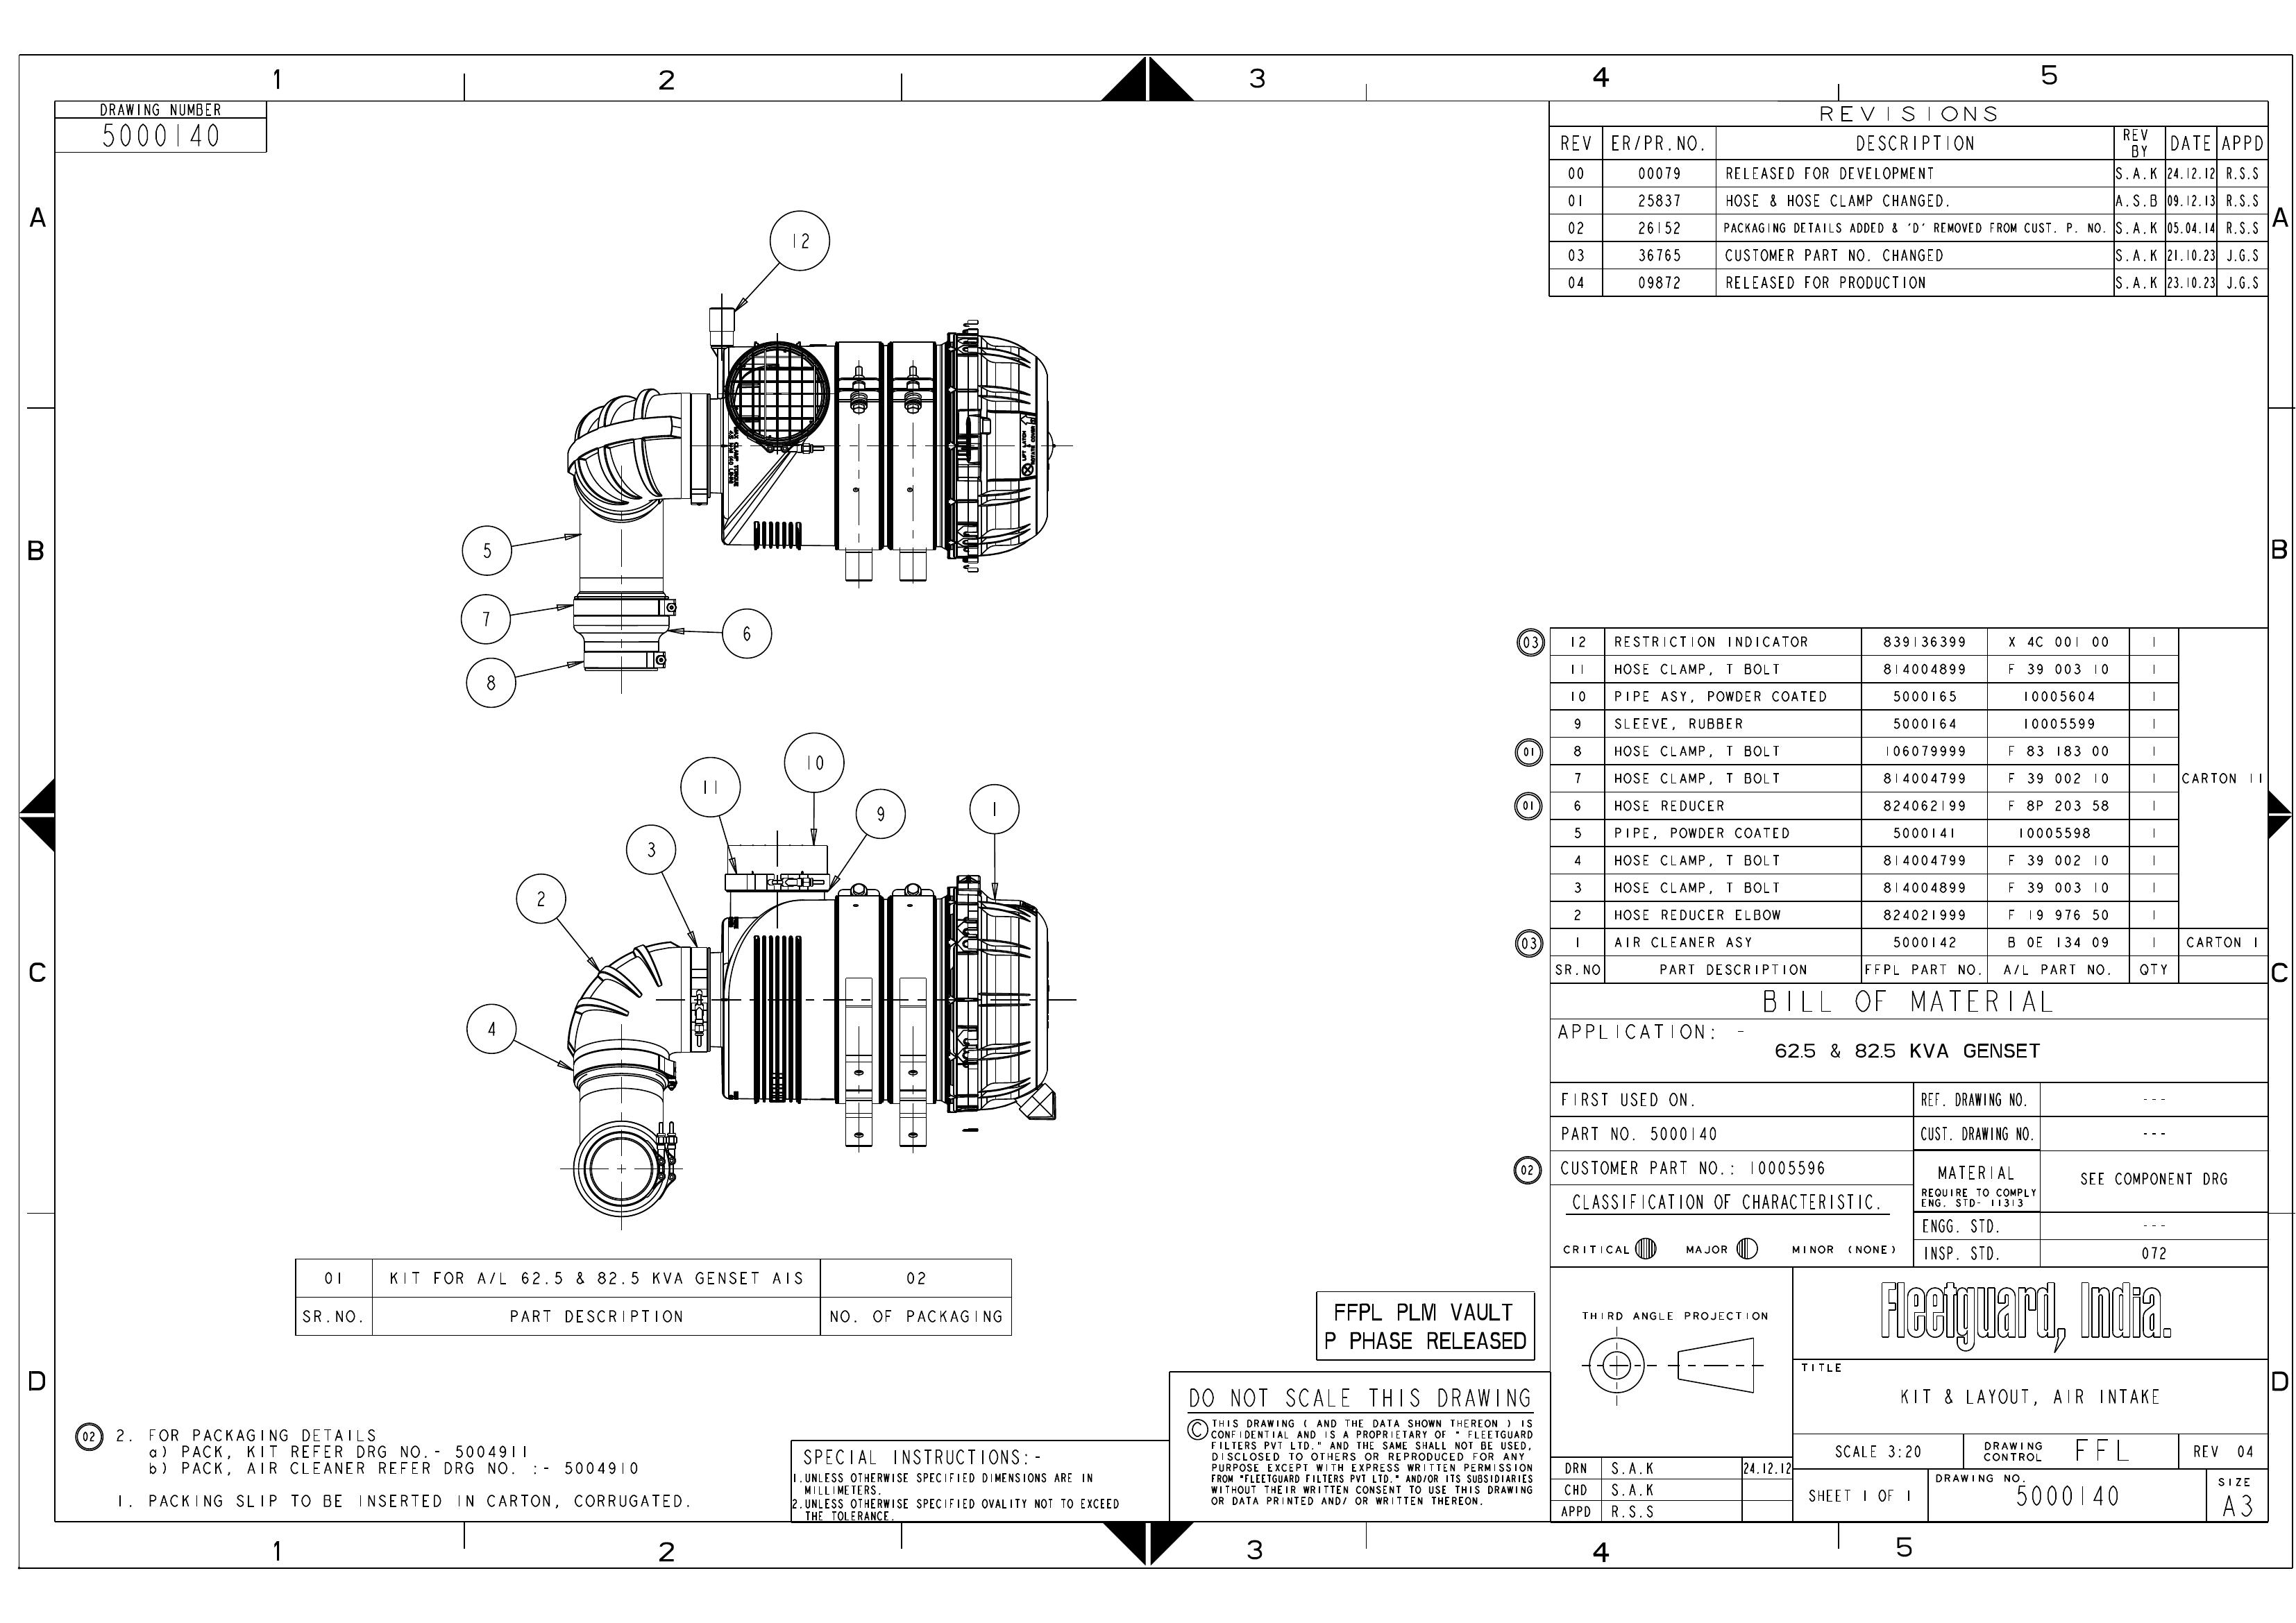 1 2 3 4 5
DRAWING NUMBER
5000140
REVISIONS
REV ER/PR.NO. DESCRIPTION REV BY DATE APPD
00 00079 RELEASED FOR DEVELOPMENT S.A.K 24.12.12 R.S.S
01 25837 HOSE & HOSE CLAMP CHANGED. A.S.B 09.12.13 R.S.S
02 26152 PACKAGING DETAILS ADDED & 'D' REMOVED FROM CUST. P. NO. S.A.K 05.04.14 R.S.S
03 36765 CUSTOMER PART NO. CHANGED S.A.K 21.10.23 J.G.S
04 09872 RELEASED FOR PRODUCTION S.A.K 23.10.23 J.G.S
A A
12
MAX CLAMP TORQUE
LIFT LATCH
ROTATE COVER
B B
5
7
6
8
10
11
9
1
3
2
4
C C
03 12 RESTRICTION INDICATOR 839136399 X 4C 001 00 1
11 HOSE CLAMP, T BOLT 814004899 F 39 003 10 1
10 PIPE ASY, POWDER COATED 5000165 10005604 1
9 SLEEVE, RUBBER 5000164 10005599 1
01 8 HOSE CLAMP, T BOLT 106079999 F 83 183 00 1
7 HOSE CLAMP, T BOLT 814004799 F 39 002 10 1 CARTON II
01 6 HOSE REDUCER 824062199 F 8P 203 58 1
5 PIPE, POWDER COATED 5000141 10005598 1
4 HOSE CLAMP, T BOLT 814004799 F 39 002 10 1
3 HOSE CLAMP, T BOLT 814004899 F 39 003 10 1
2 HOSE REDUCER ELBOW 824021999 F 19 976 50 1
03 1 AIR CLEANER ASY 5000142 B 0E 134 09 1 CARTON I
SR.NO PART DESCRIPTION FFPL PART NO. A/L PART NO. QTY
BILL OF MATERIAL
APPLICATION: -
62.5 & 82.5 KVA GENSET
FIRST USED ON. REF. DRAWING NO. ---
PART NO. 5000140 CUST. DRAWING NO. ---
02 CUSTOMER PART NO.: 10005596
MATERIAL
REQUIRE TO COMPLY
ENG. STD- 11313
SEE COMPONENT DRG
CLASSIFICATION OF CHARACTERISTIC.
CRITICAL MAJOR MINOR (NONE)
ENGG. STD. ---
INSP. STD. 072
01 KIT FOR A/L 62.5 & 82.5 KVA GENSET AIS 02
SR.NO. PART DESCRIPTION NO. OF PACKAGING
FFPL PLM VAULT
P PHASE RELEASED
THIRD ANGLE PROJECTION
Fleetguard, India.
TITLE
KIT & LAYOUT, AIR INTAKE
SCALE 3:20 DRAWING CONTROL FFL REV 04
SHEET 1 OF 1 DRAWING NO. 5000140 SIZE A3
DRN S.A.K 24.12.12
CHD S.A.K
APPD R.S.S
D D
02 2. FOR PACKAGING DETAILS
a) PACK, KIT REFER DRG NO.- 5004911
b) PACK, AIR CLEANER REFER DRG NO. :- 5004910
1. PACKING SLIP TO BE INSERTED IN CARTON, CORRUGATED.
SPECIAL INSTRUCTIONS:-
1.UNLESS OTHERWISE SPECIFIED DIMENSIONS ARE IN
MILLIMETERS.
2.UNLESS OTHERWISE SPECIFIED OVALITY NOT TO EXCEED
THE TOLERANCE.
DO NOT SCALE THIS DRAWING
© THIS DRAWING ( AND THE DATA SHOWN THEREON ) IS
CONFIDENTIAL AND IS A PROPRIETARY OF " FLEETGUARD
FILTERS PVT LTD." AND THE SAME SHALL NOT BE USED,
DISCLOSED TO OTHERS OR REPRODUCED FOR ANY
PURPOSE EXCEPT WITH EXPRESS WRITTEN PERMISSION
FROM "FLEETGUARD FILTERS PVT LTD." AND/OR ITS SUBSIDIARIES
WITHOUT THEIR WRITTEN CONSENT TO USE THIS DRAWING
OR DATA PRINTED AND/ OR WRITTEN THEREON.
1 2 3 4 5